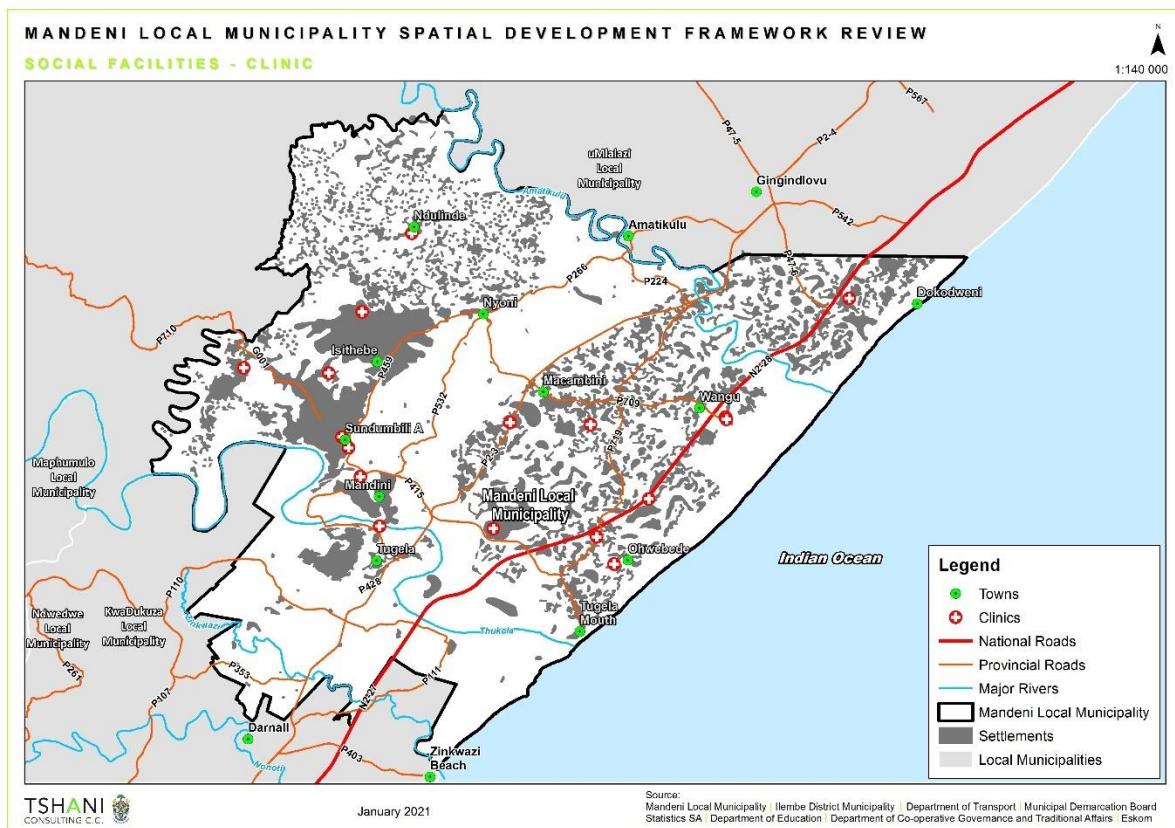 MANDENI LOCAL MUNICIPALITY SPATIAL DEVELOPMENT FRAMEWORK REVIEW
SOCIAL FACILITIES - CLINIC
N
1:140 000
P567
P47-5
P2-4
uMlalazi
Local
Municipality
Gingindlovu
Amatikulu
Ndulinde
Amatikulu
P542
P266
P224
P47-6
Dokodweni
Nyoni
P710
C001
Isithebe
P459
N2-28
P532
Macambini
P709
Wangu
Sundumbili A
P2-3
P719
Maphumulo
Local
Municipality
Mandini
P415
Mandeni Local
Municipality
Indian Ocean
Tugela
Ohwebede
P110
P428
Ndwedwe
Local
Municipality
KwaDukuza
Local
Municipality
Zinkwazi
Tugela
Mouth
Thukela
P261
P353
P111
P107
N2-27
Darnall
Nonoti
P403
Zinkwazi
Beach
Legend
Towns
Clinics
National Roads
Provincial Roads
Major Rivers
Mandeni Local Municipality
Settlements
Local Municipalities
TSHANI
CONSULTING C.C.
January 2021
Source:
Mandeni Local Municipality | Ilembe District Municipality | Department of Transport | Municipal Demarcation Board
Statistics SA | Department of Education | Department of Co-operative Governance and Traditional Affairs | Eskom